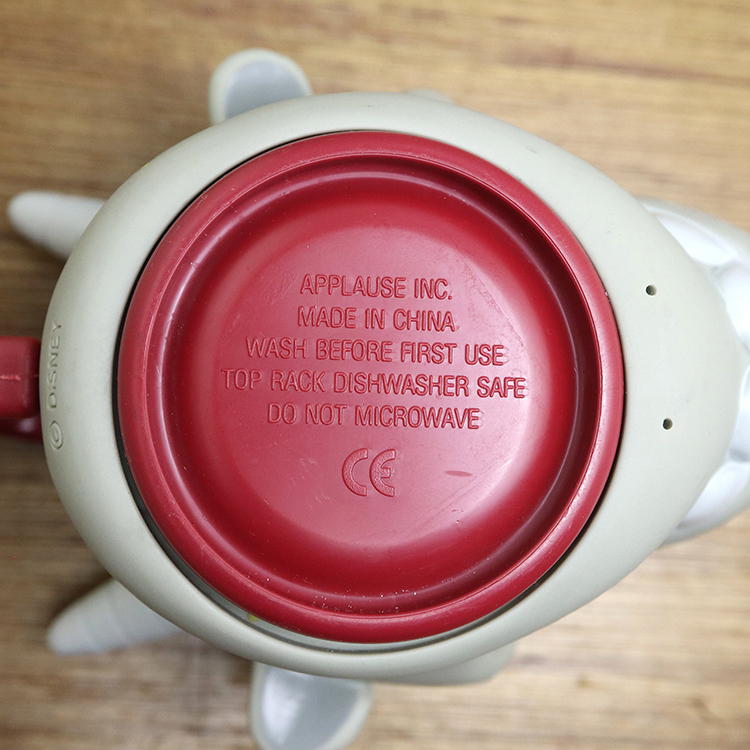 APPLAUSE INC.
MADE IN CHINA
WASH BEFORE FIRST USE
TOP RACK DISHWASHER SAFE
DO NOT MICROWAVE
CE
© DISNEY